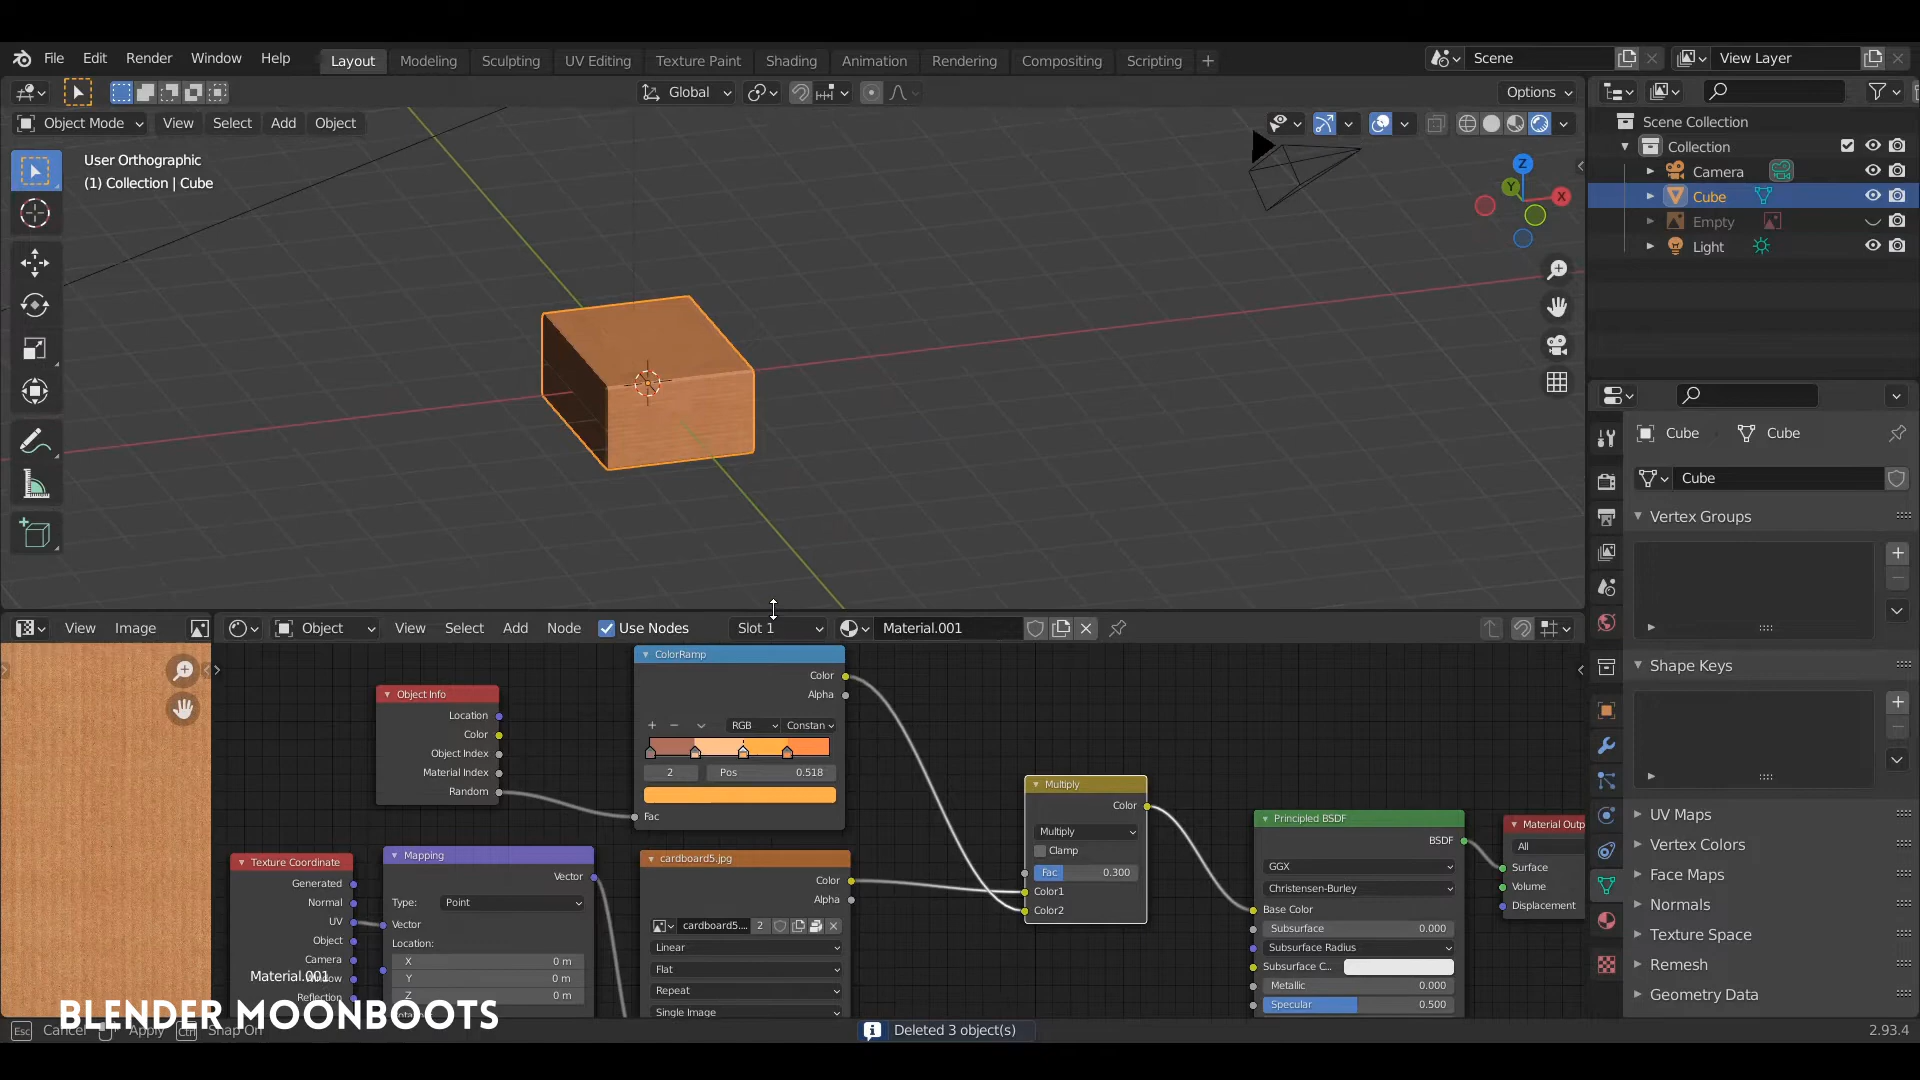 File Edit Render Window Help Layout Modeling Sculpting UV Editing Texture Paint Shading Animation Rendering Compositing Scripting + Scene View Layer
Global Options
Object Mode View Select Add Object
User Orthographic
(1) Collection | Cube
Z
Y
X
Scene Collection
Collection
Camera
Cube
Empty
Light
Cube Cube
Cube
Vertex Groups
Shape Keys
UV Maps
Vertex Colors
Face Maps
Normals
Texture Space
Remesh
Geometry Data
View Image Object View Select Add Node Use Nodes Slot 1 Material.001
Object Info
Location
Color
Object Index
Material Index
Random
ColorRamp
Color
Alpha
RGB Constan
2 Pos 0.518
Fac
Texture Coordinate
Generated
Normal
UV
Object
Camera
Reflection
Mapping
Vector
Type: Point
Vector
Location:
X 0 m
Y 0 m
Z 0 m
cardboard5.jpg
Color
Alpha
cardboard5.... 2
Linear
Flat
Repeat
Single Image
Multiply
Color
Multiply
Clamp
Fac 0.300
Color1
Color2
Principled BSDF
BSDF
GGX
Christensen-Burley
Base Color
Subsurface 0.000
Subsurface Radius
Subsurface C...
Metallic 0.000
Specular 0.500
Material Outp
All
Surface
Volume
Displacement
Material.001
BLENDER MOONBOOTS
Esc Cancel Apply Ctrl Snap On
Deleted 3 object(s)
2.93.4